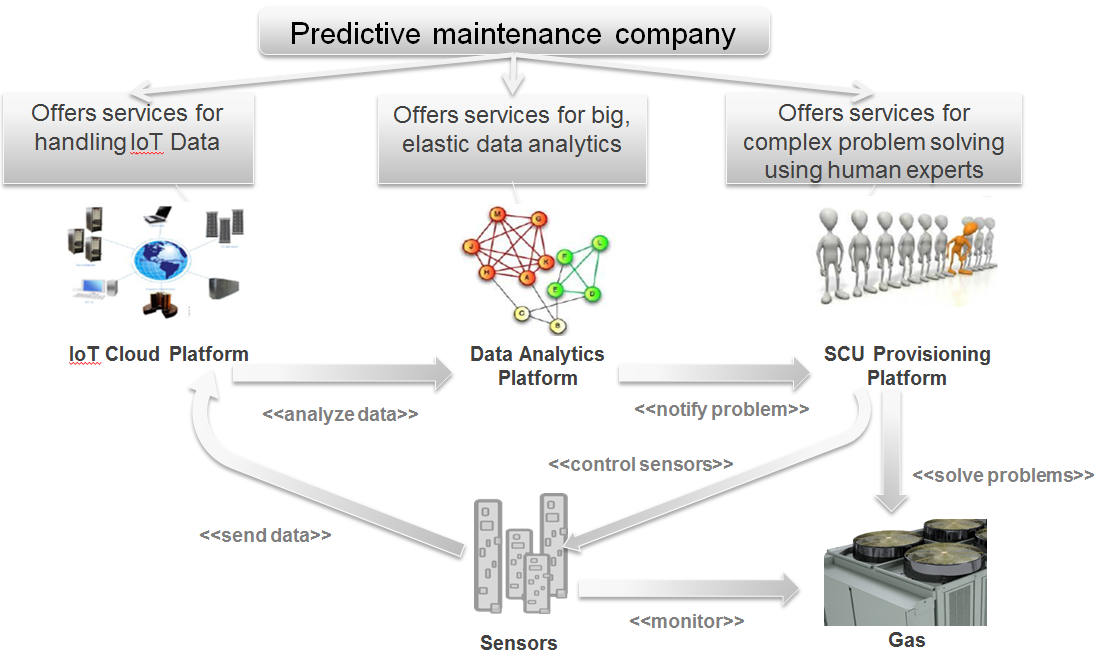 Predictive maintenance company
Offers services for
handling IoT Data
Offers services for big,
elastic data analytics
Offers services for
complex problem solving
using human experts
M
G
J
K
H
A
F
L
E
D
C
B
IoT Cloud Platform
Data Analytics
Platform
SCU Provisioning
Platform
<<analyze data>>
<<notify problem>>
<<control sensors>>
<<solve problems>>
<<send data>>
<<monitor>>
Sensors
Gas